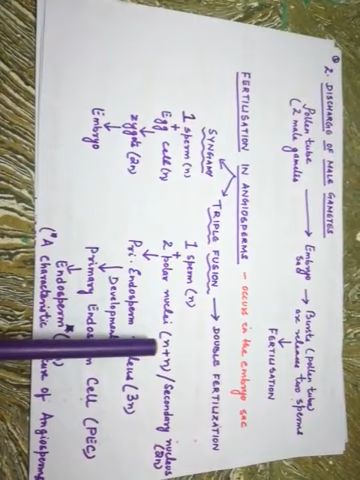 2. DISCHARGE OF MALE GAMETES
Pollen tube → Embryo sac → Bursts (pollen tube)
(2 male gametes) releases two sperms
↓
FERTILISATION
FERTILISATION IN ANGIOSPERMS - occurs in the embryo sac
SYNGAMY TRIPLE FUSION → DOUBLE FERTILIZATION
1 sperm (n) 1 sperm (n)
+ +
Egg cell (n) 2 polar nuclei (n+n) / Secondary nucleus (2n)
↓ ↓
zygote (2n) Pri. Endosperm (3n)
↓ ↓ Development
Embryo Primary Cell (PEC)
↓
Endosperm
("A characteristic of Angiosperms